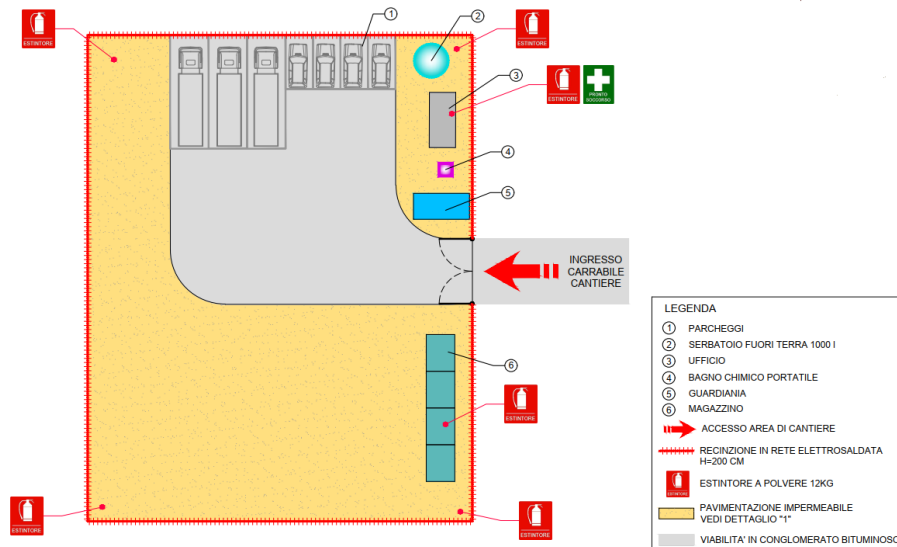 ESTINTORE
1
2
ESTINTORE
3
ESTINTORE
PRONTO
SOCCORSO
4
5
INGRESSO
CARRABILE
CANTIERE
6
ESTINTORE
ESTINTORE
ESTINTORE
LEGENDA
1 PARCHEGGI
2 SERBATOIO FUORI TERRA 1000 l
3 UFFICIO
4 BAGNO CHIMICO PORTATILE
5 GUARDIANIA
6 MAGAZZINO
ACCESSO AREA DI CANTIERE
RECINZIONE IN RETE ELETTROSALDATA
H=200 CM
ESTINTORE
ESTINTORE A POLVERE 12KG
PAVIMENTAZIONE IMPERMEABILE
VEDI DETTAGLIO "1"
VIABILITA' IN CONGLOMERATO BITUMINOSO